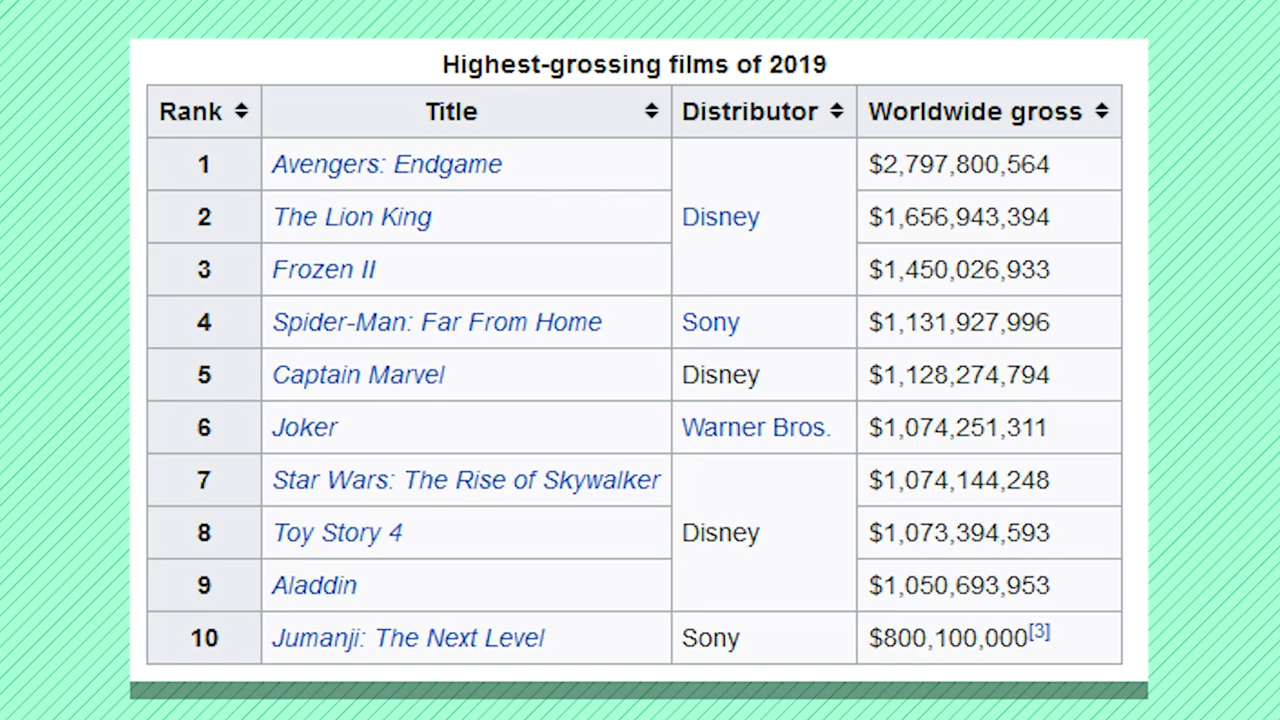 Highest-grossing films of 2019
Rank Title Distributor Worldwide gross
1 Avengers: Endgame $2,797,800,564
2 The Lion King Disney $1,656,943,394
3 Frozen II $1,450,026,933
4 Spider-Man: Far From Home Sony $1,131,927,996
5 Captain Marvel Disney $1,128,274,794
6 Joker Warner Bros. $1,074,251,311
7 Star Wars: The Rise of Skywalker $1,074,144,248
8 Toy Story 4 Disney $1,073,394,593
9 Aladdin $1,050,693,953
10 Jumanji: The Next Level Sony $800,100,000[3]